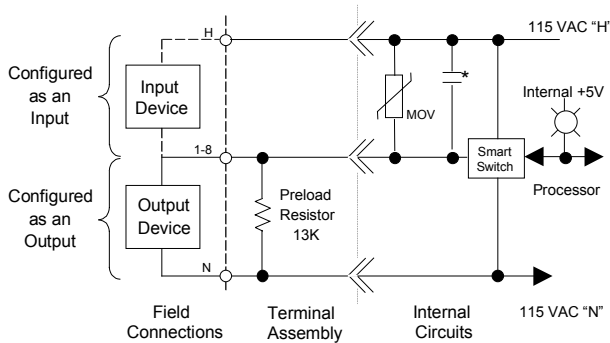 H
115 VAC "H'
Configured
as an
Input
Input
Device
MOV
*
Internal +5V
1-8
Smart
Switch
Processor
Configured
as an
Output
Output
Device
Preload
Resistor
13K
N
115 VAC "N"
Field
Connections
Terminal
Assembly
Internal
Circuits